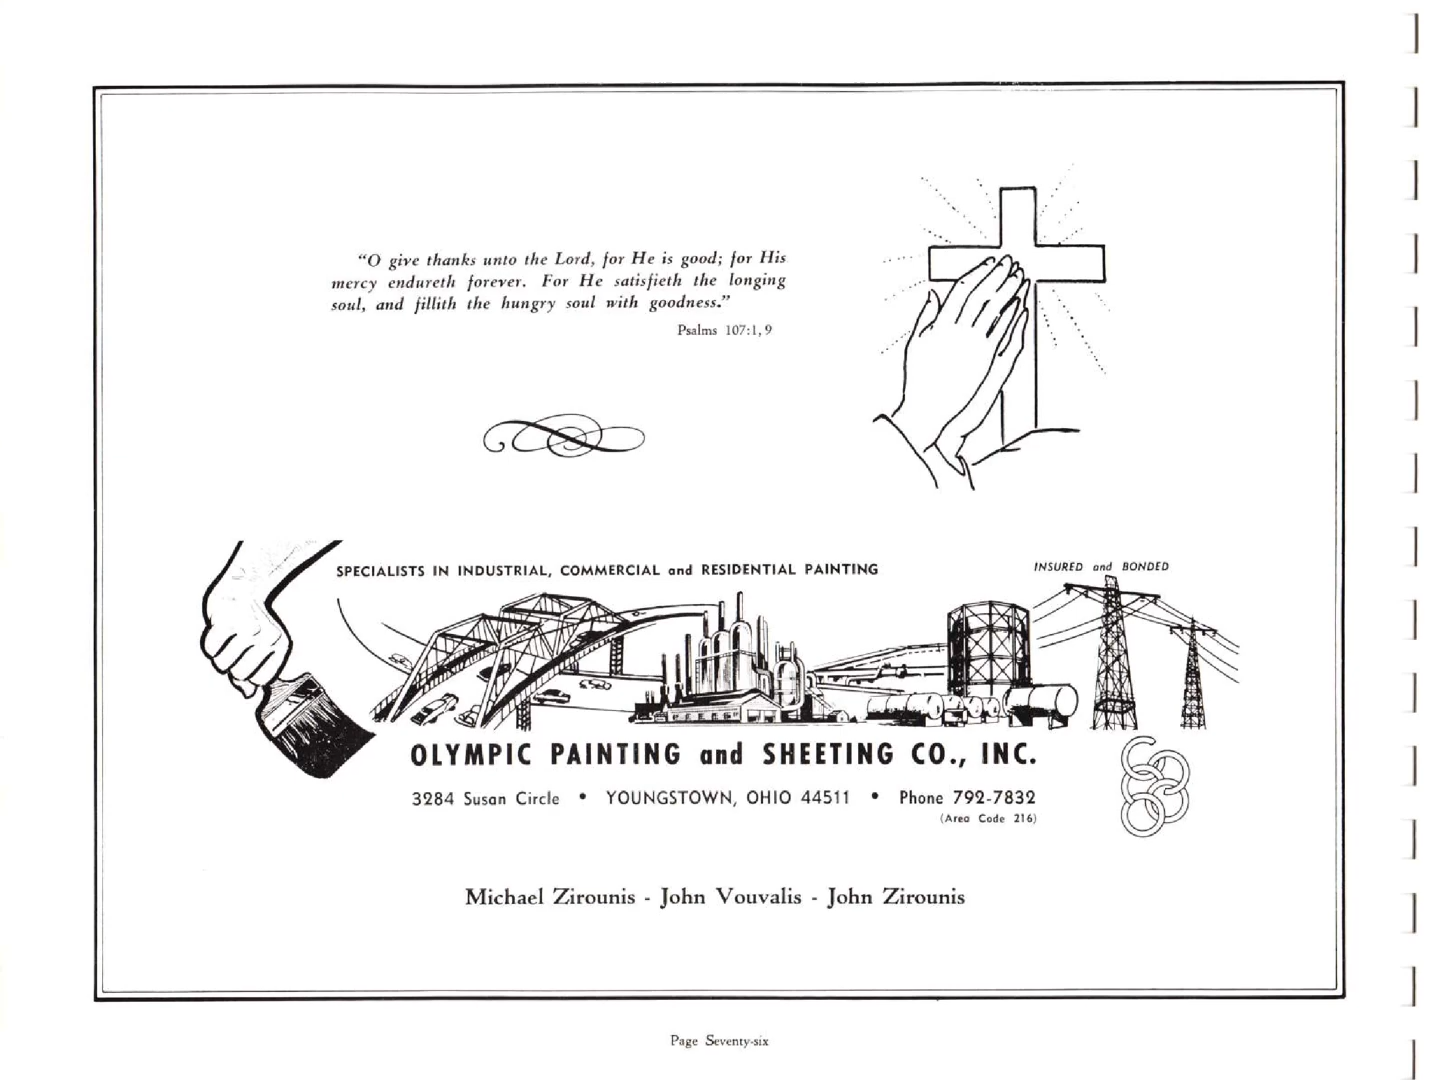 “O give thanks unto the Lord, for He is good; for His
mercy endureth forever. For He satisfieth the longing
soul, and fillith the hungry soul with goodness.”
Psalms 107:1, 9
SPECIALISTS IN INDUSTRIAL, COMMERCIAL and RESIDENTIAL PAINTING
INSURED and BONDED
OLYMPIC PAINTING and SHEETING CO., INC.
3284 Susan Circle • YOUNGSTOWN, OHIO 44511 • Phone 792-7832
(Area Code 216)
Michael Zirounis - John Vouvalis - John Zirounis
Page Seventy-six